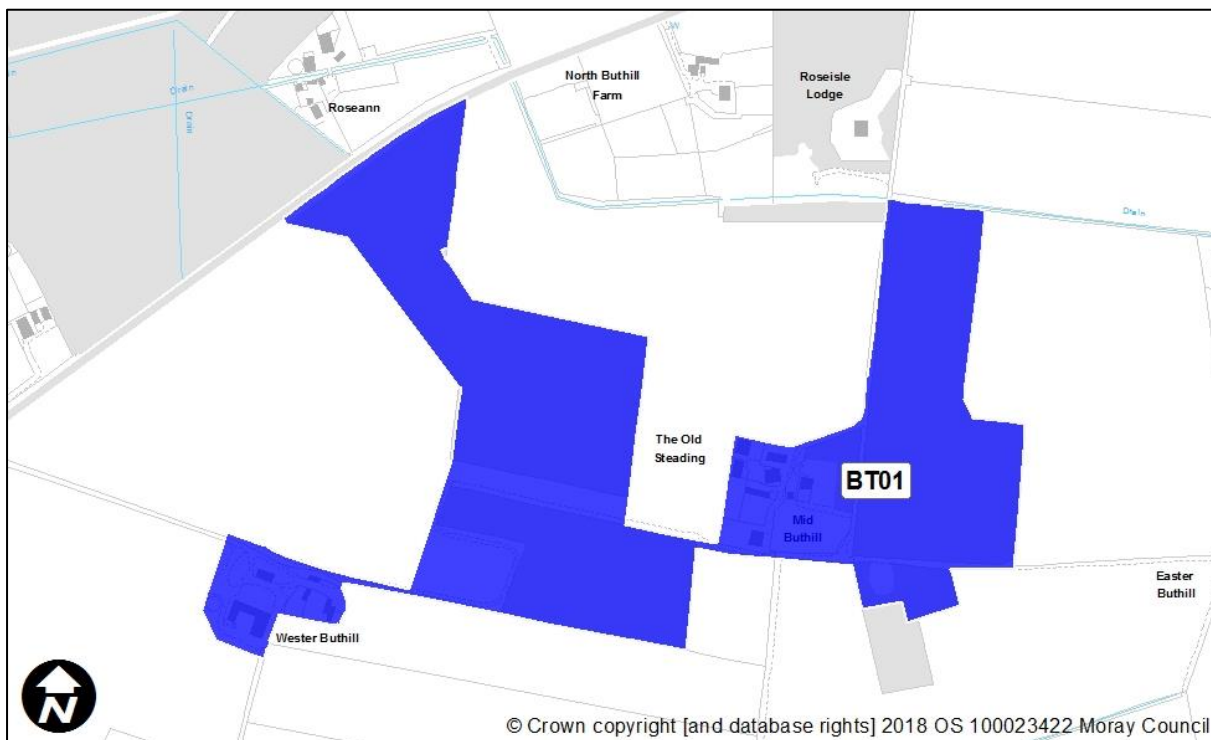 Roseann
North Buthill
Farm
Roseisle
Lodge
Drain
Drain
Drain
The Old
Steading
BT01
Mid
Buthill
Easter
Buthill
Wester Buthill
N
© Crown copyright [and database rights] 2018 OS 100023422 Moray Council